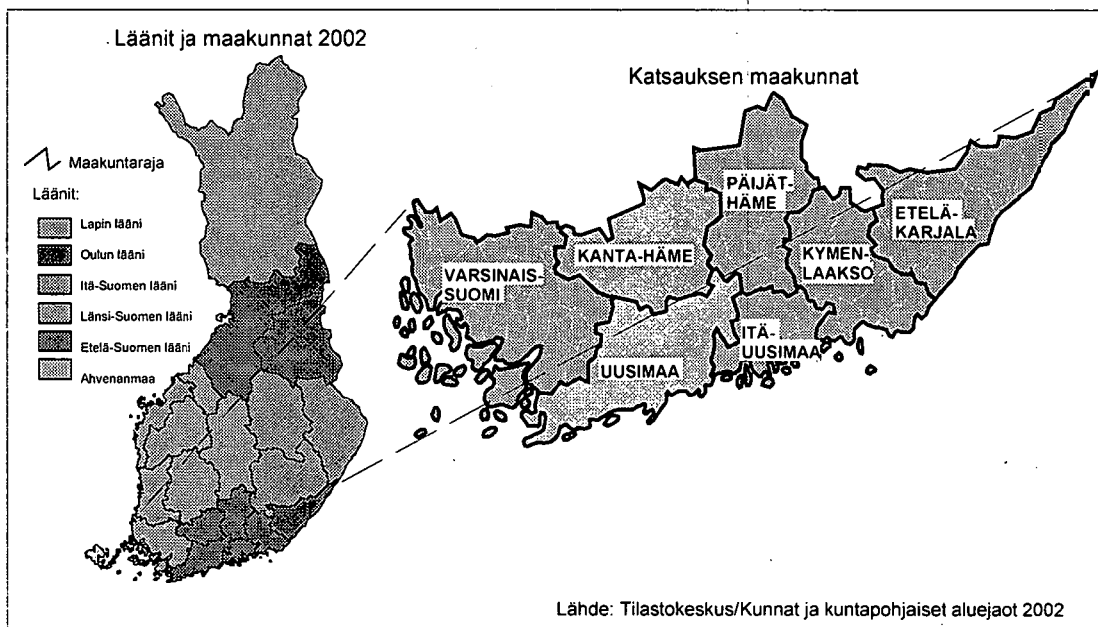 Läänit ja maakunnat 2002
Katsauksen maakunnat
Maakuntaraja
Läänit:
Lapin lääni
Oulun lääni
Itä-Suomen lääni
Länsi-Suomen lääni
Etelä-Suomen lääni
Ahvenanmaa
VARSINAIS-
SUOMI
KANTA-HÄME
PÄIJÄT-
HÄME
UUSIMAA
ITÄ-
UUSIMAA
KYMEN-
LAAKSO
ETELÄ-
KARJALA
Lähde: Tilastokeskus/Kunnat ja kuntapohjaiset aluejaot 2002